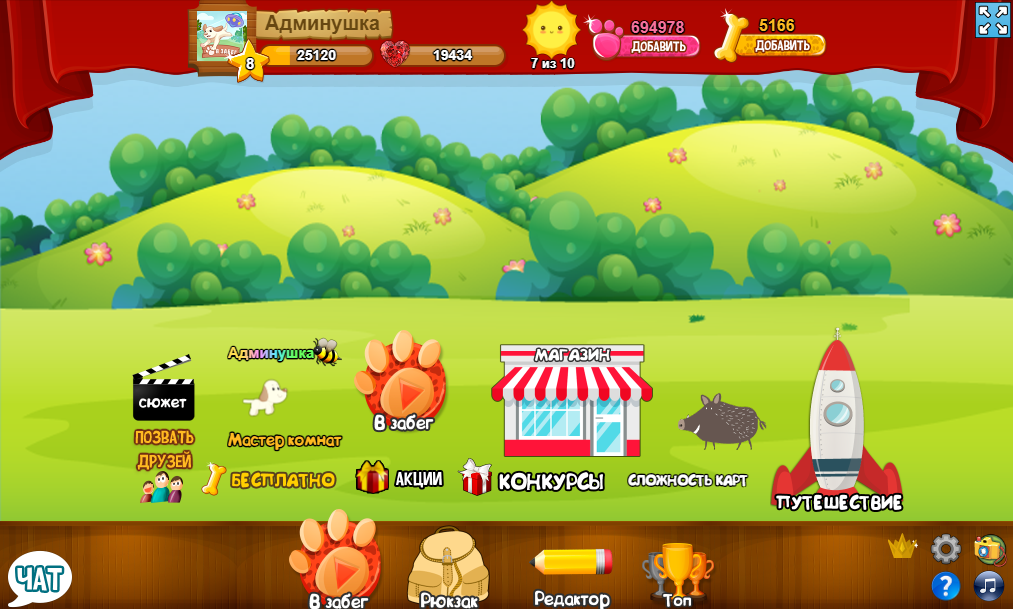 Админушка
8
25120
19434
7 из 10
694978
ДОБАВИТЬ
5166
ДОБАВИТЬ
Админушка
сюжет
ПОЗВАТЬ
ДРУЗЕЙ
Мастер комнат
БЕСПЛАТНО
В забег
АКЦИИ
МАГАЗИН
КОНКУРСЫ
СЛОЖНОСТЬ КАРТ
ПУТЕШЕСТВИЕ
ЧАТ
В забег
Рюкзак
Редактор
Топ
?